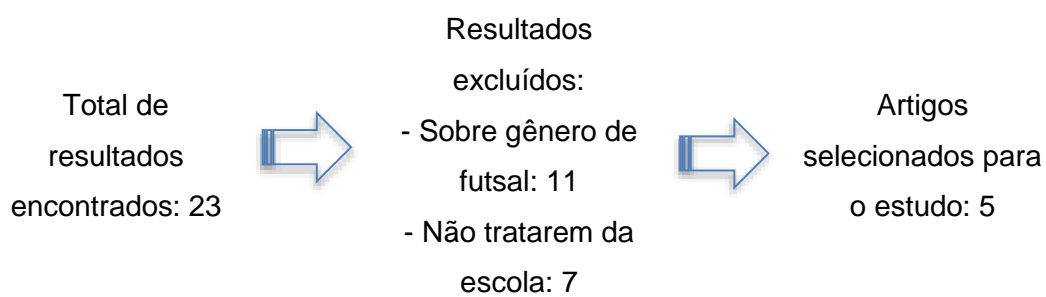 Total de
resultados
encontrados: 23
Resultados
excluídos:
- Sobre gênero de
futsal: 11
- Não tratarem da
escola: 7
Artigos
selecionados para
o estudo: 5